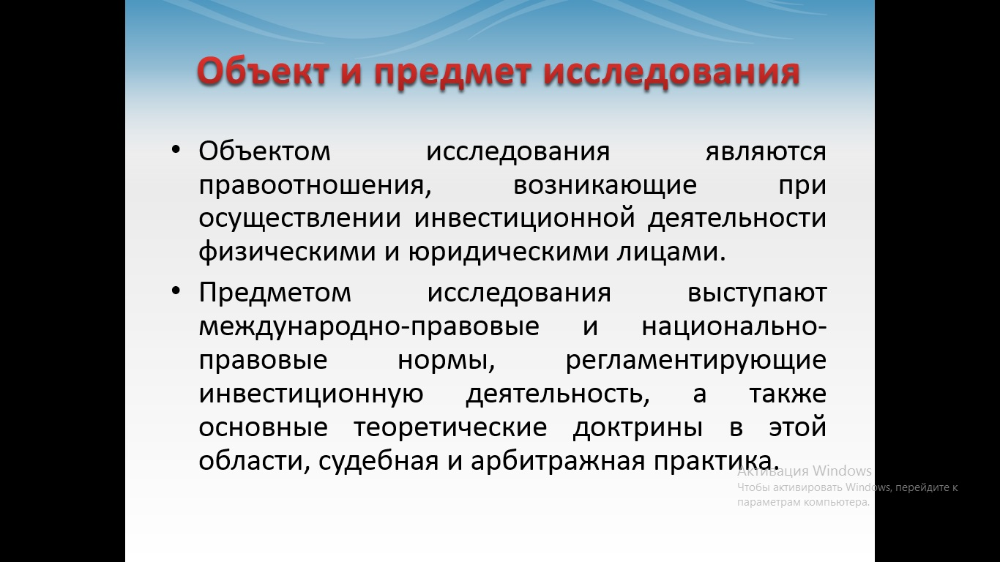 Объект и предмет исследования
• Объектом исследования являются
правоотношения, возникающие при
осуществлении инвестиционной деятельности
физическими и юридическими лицами.
• Предметом исследования выступают
международно-правовые и национально-
правовые нормы, регламентирующие
инвестиционную деятельность, а также
основные теоретические доктрины в этой
области, судебная и арбитражная практика.
Активация Windows
Чтобы активировать Windows, перейдите к
параметрам компьютера.